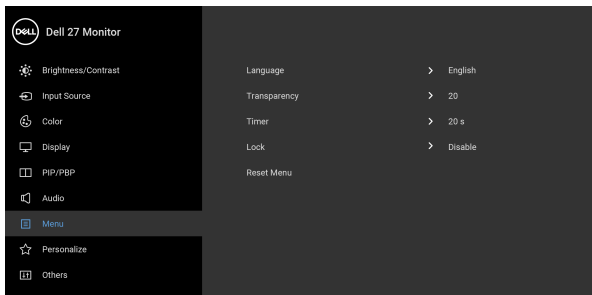 DELL Dell 27 Monitor
Brightness/Contrast
Language > English
Input Source
Transparency > 20
Color
Timer > 20 s
Display
Lock > Disable
PIP/PBP
Reset Menu
Audio
Menu
Personalize
Others